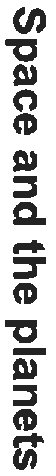 Space and the planets